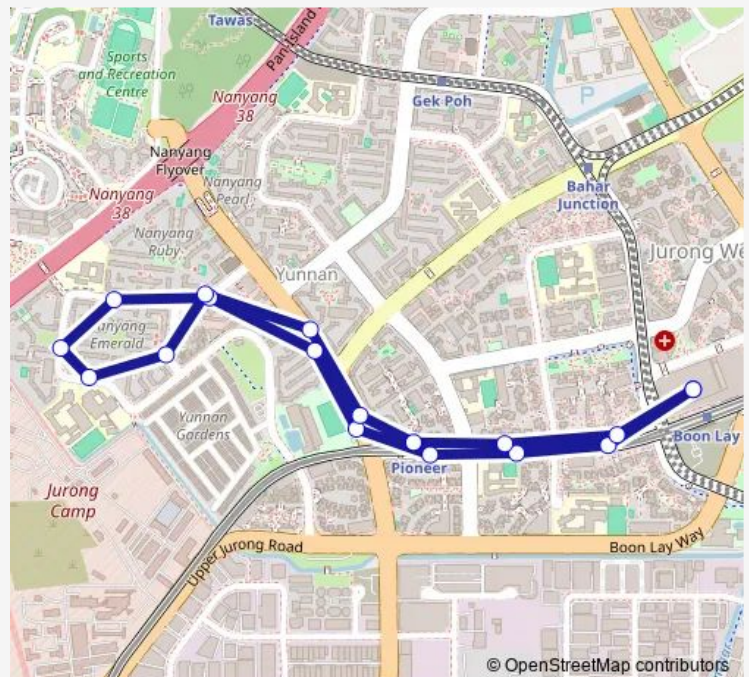 Tawas
Pan-Island
Sports
and Recreation
Centre
Nanyang
38
Gek Poh
P
Nanyang
Flyover
Nanyang
Pearl
Bahar
Junction
Nanyang
38
Nanyang
Ruby
Yunnan
Jurong We
anyang
Emerald
Yunnan
Gardens
Boon Lay
Pioneer
Jurong
Camp
Upper Jurong Road
Boon Lay Way
© OpenStreetMap contributors